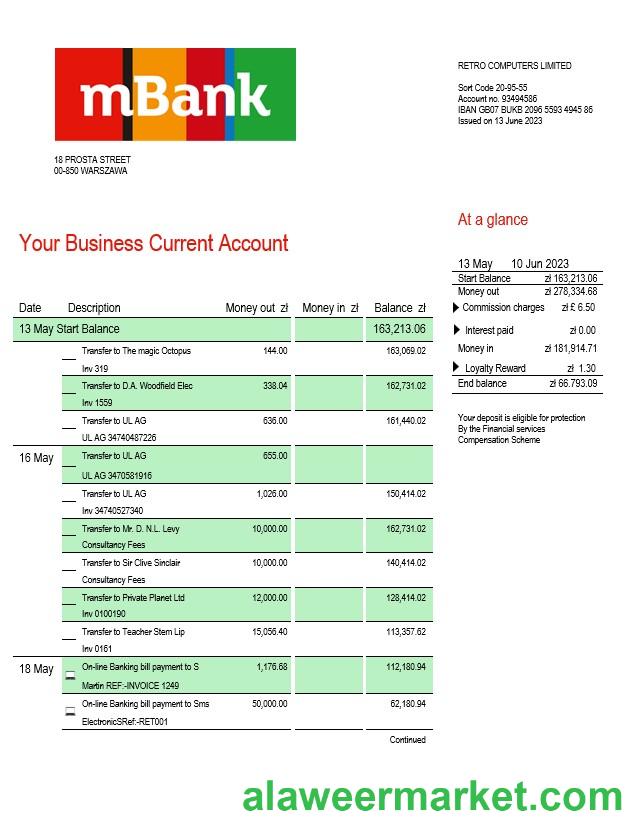 mBank
RETRO COMPUTERS LIMITED
Sort Code 20-95-55
Account no. 93494586
IBAN GB07 BUKB 2096 5593 4945 86
Issued on 13 June 2023
18 PROSTA STREET
00-850 WARSZAWA
At a glance
Your Business Current Account
13 May 10 Jun 2023
Start Balance zł 163,213.06
Money out zł 278,334.68
Commission charges zł £ 6.50
Interest paid zł 0.00
Money in zł 181,914.71
Loyalty Reward zł 1.30
End balance zł 66.793.09
Your deposit is eligible for protection
By the Financial services
Compensation Scheme
Date Description Money out zł Money in zł Balance zł
13 May Start Balance 163,213.06
Transfer to The magic Octopus 144.00 163,069.02
Inv 319
Transfer to D.A. Woodfield Elec 338.04 162,731.02
Inv 1559
Transfer to UL AG 636.00 161,440.02
UL AG 34740487226
16 May Transfer to UL AG 655.00
UL AG 3470581916
Transfer to UL AG 1,026.00 150,414.02
Inv 34740527340
Transfer to Mr. D. N.L. Levy 10,000.00 162,731.02
Consultancy Fees
Transfer to Sir Clive Sinclair 10,000.00 140,414.02
Consultancy Fees
Transfer to Private Planet Ltd 12,000.00 128,414.02
Inv 0100190
Transfer to Teacher Stem Lip 15,056.40 113,357.62
Inv 0161
18 May On-line Banking bill payment to S 1,176.68 112,180.94
Martin REF:-INVOICE 1249
On-line Banking bill payment to Sms 50,000.00 62,180.94
ElectronicSRef:-RET001
Continued
alaweermarket.com